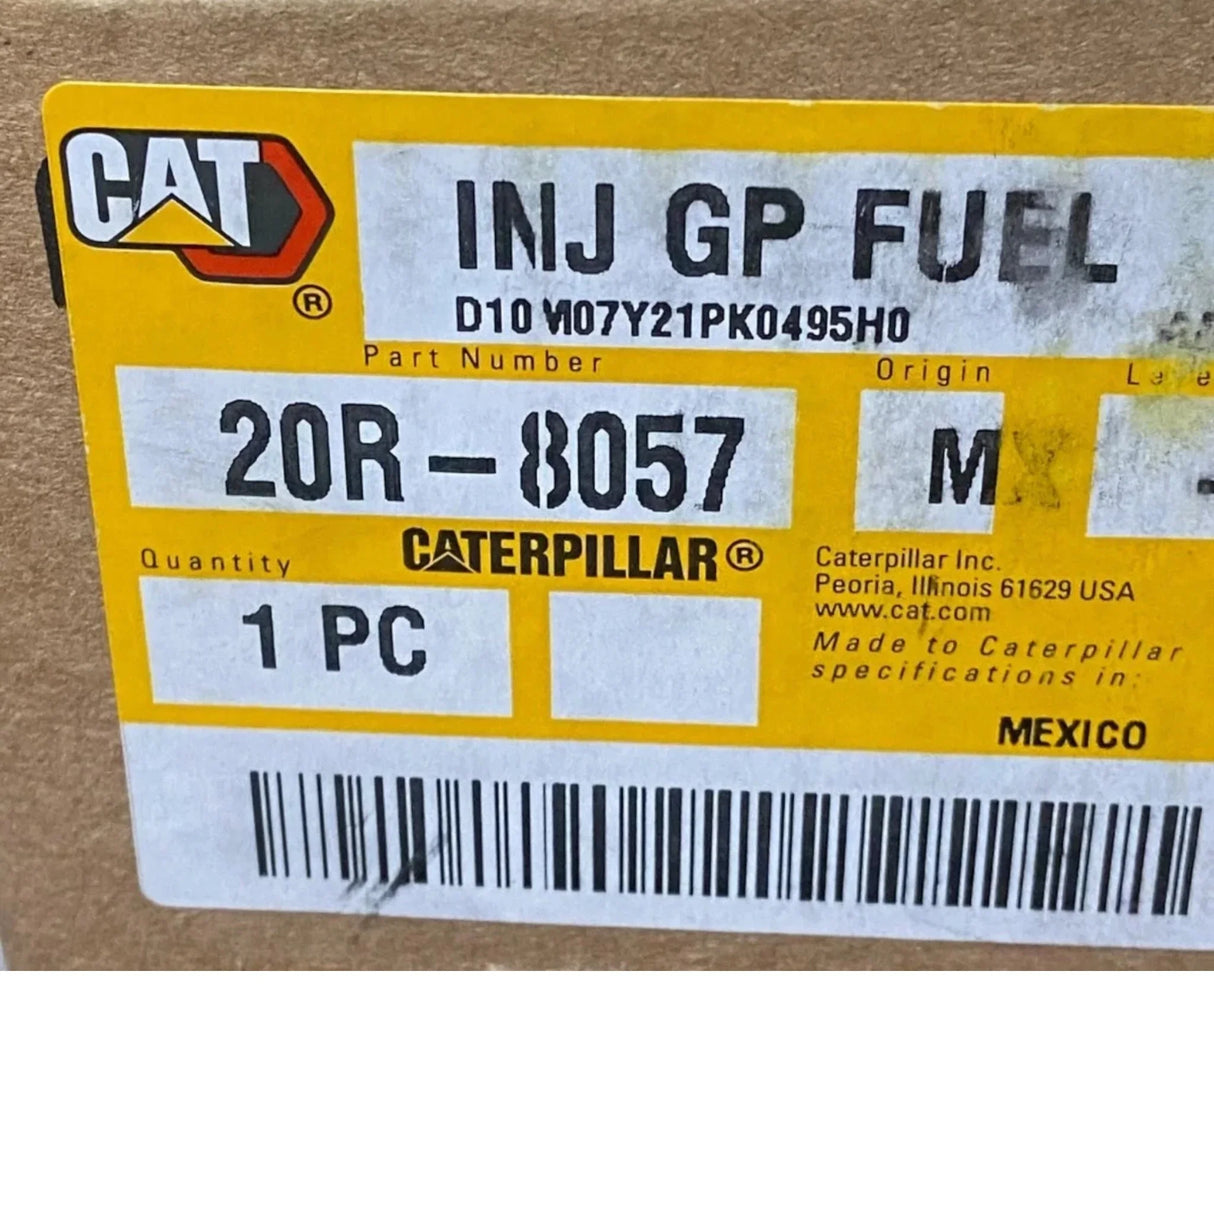 CAT
®
INJ GP FUEL
D10 M07Y21PK0495H0
Part Number
Origin
20R-8057
MX
Quantity
CATERPILLAR®
1 PC
Caterpillar Inc.
Peoria, Illinois 61629 USA
www.cat.com
Made to Caterpillar
specifications in:
MEXICO